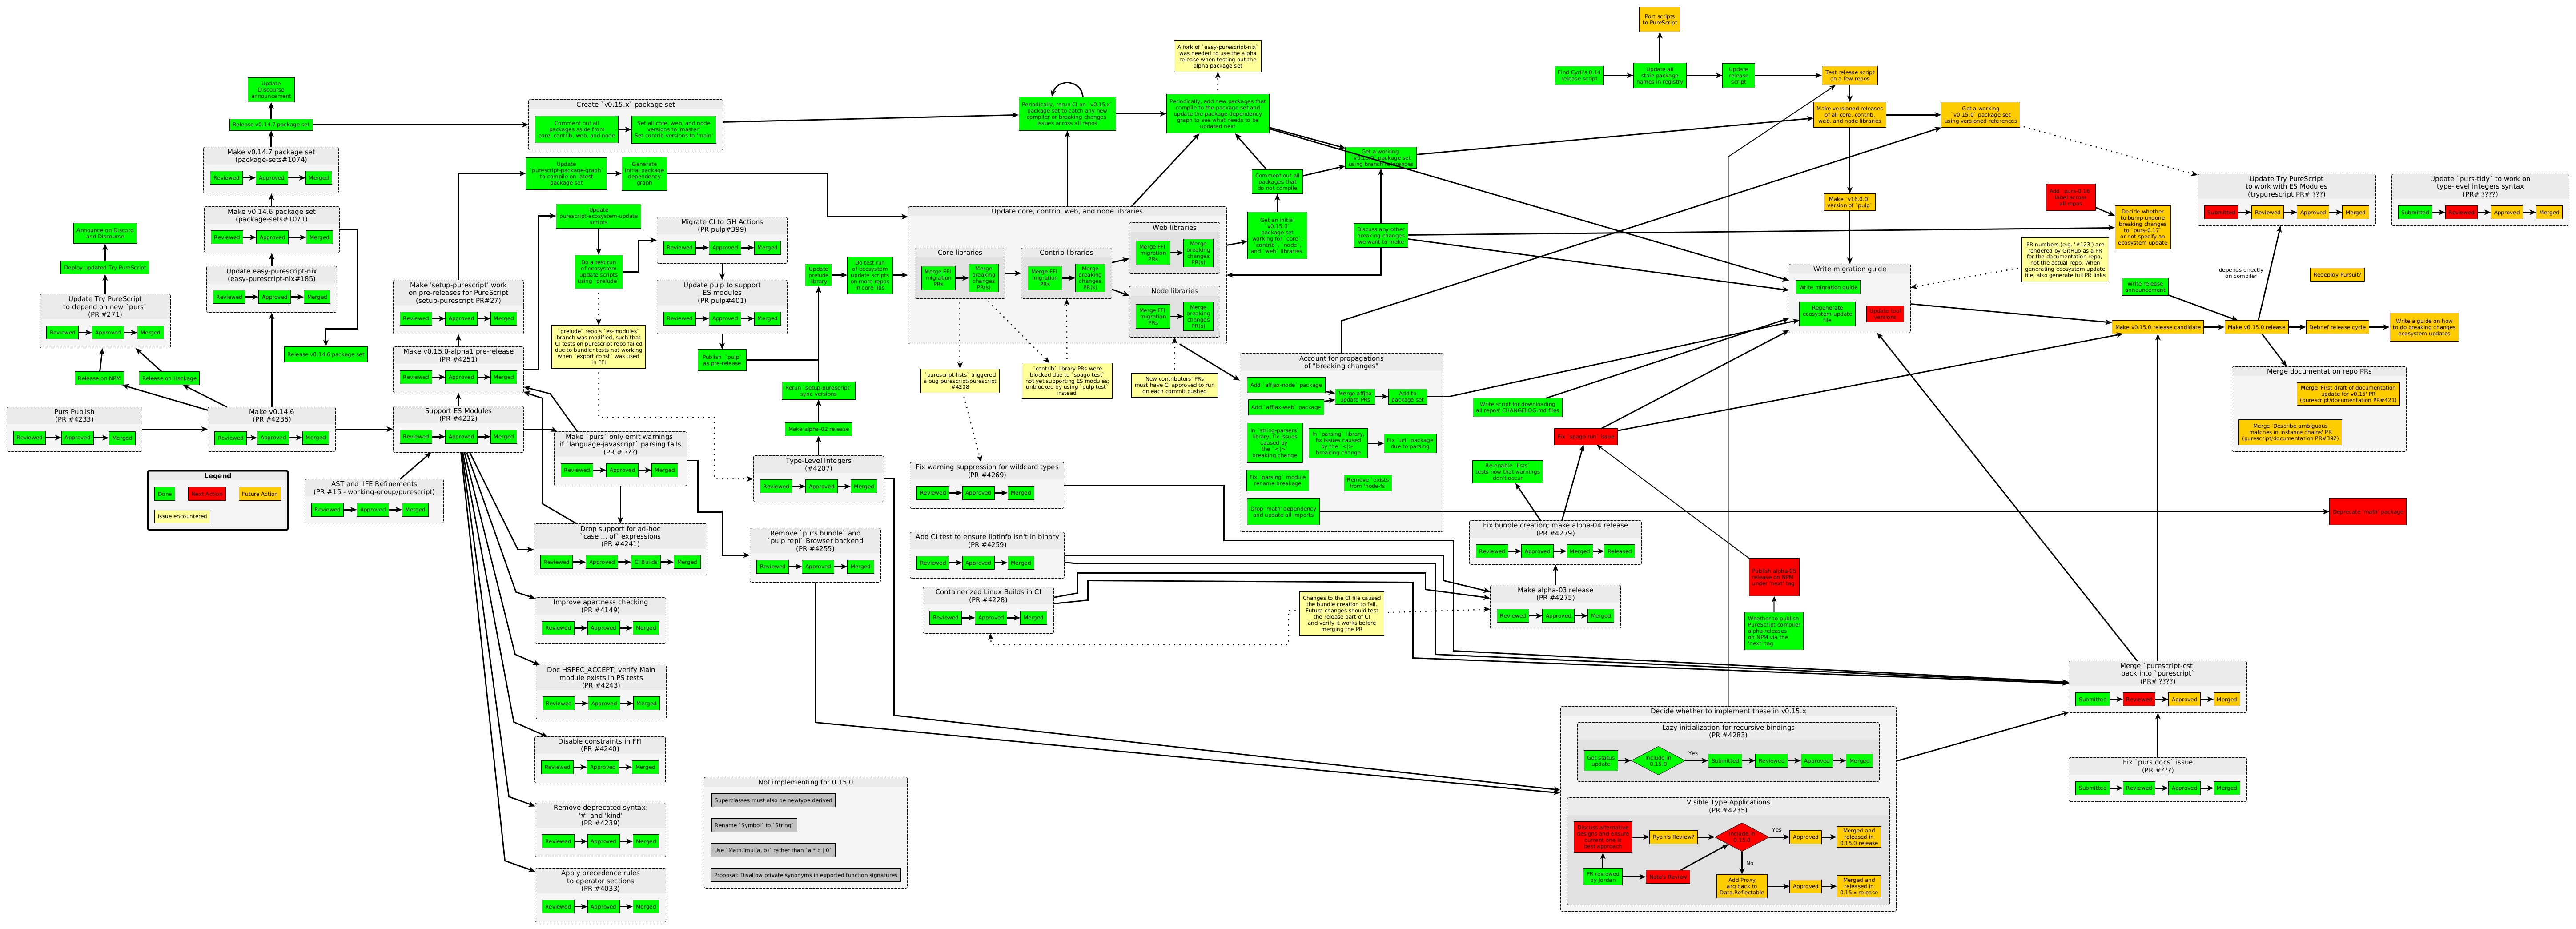 Update
Discourse
announcement
Release v0.14.7 package set
Make v0.14.7 package set
(package-sets#1074)
Reviewed
Approved
Merged
Make v0.14.6 package set
(package-sets#1071)
Reviewed
Approved
Merged
Update easy-purescript-nix
(easy-purescript-nix#185)
Reviewed
Approved
Merged
Release v0.14.6 package set
Announce on Discord
and Discourse
Deploy updated Try PureScript
Update Try PureScript
to depend on new `purs`
(PR #271)
Reviewed
Approved
Merged
Release on NPM
Release on Hackage
Purs Publish
(PR #4233)
Reviewed
Approved
Merged
Make v0.14.6
(PR #4236)
Reviewed
Approved
Merged
Legend
Done
Next Action
Future Action
Issue encountered
AST and IIFE Refinements
(PR #15 - working-group/purescript)
Reviewed
Approved
Merged
Support ES Modules
(PR #4232)
Reviewed
Approved
Merged
Make v0.15.0-alpha1 pre-release
(PR #4251)
Reviewed
Approved
Merged
Make 'setup-purescript' work
on pre-releases for PureScript
(setup-purescript PR#27)
Reviewed
Approved
Merged
Create `v0.15.x` package set
Comment out all
packages aside from
core, contrib, web, and node
Set all core, web, and node
versions to 'master'
Set contrib versions to 'main'
Update
purescript-package-graph
to compile on latest
package set
Generate
initial package
dependency
graph
Update
purescript-ecosystem-update
scripts
Do a test run
of ecosystem
update scripts
using `prelude`
`prelude` repo's `es-modules`
branch was modified, such that
CI tests on purescript repo failed
due to bundler tests not working
when `export const` was used
in FFI
Migrate CI to GH Actions
(PR pulp#399)
Reviewed
Approved
Merged
Update pulp to support
ES modules
(PR pulp#401)
Reviewed
Approved
Merged
Publish `pulp`
as pre-release
Update
prelude
library
Do test run
of ecosystem
update scripts
on more repos
in core libs
Rerun `setup-purescript`
sync versions
Make alpha-02 release
Type-Level Integers
(#4207)
Reviewed
Approved
Merged
Make `purs` only emit warnings
if `language-javascript` parsing fails
(PR # ???)
Reviewed
Approved
Merged
Drop support for ad-hoc
`case ... of` expressions
(PR #4241)
Reviewed
Approved
CI Builds
Merged
Remove `purs bundle` and
`pulp repl` Browser backend
(PR #4255)
Reviewed
Approved
Merged
Improve apartness checking
(PR #4149)
Reviewed
Approved
Merged
Doc HSPEC_ACCEPT; verify Main
module exists in PS tests
(PR #4243)
Reviewed
Approved
Merged
Disable constraints in FFI
(PR #4240)
Reviewed
Approved
Merged
Remove deprecated syntax:
'#' and 'kind'
(PR #4239)
Reviewed
Approved
Merged
Apply precedence rules
to operator sections
(PR #4033)
Reviewed
Approved
Merged
Not implementing for 0.15.0
Superclasses must also be newtype derived
Rename `Symbol` to `String`
Use `Math.imul(a, b)` rather than `a * b | 0`
Proposal: Disallow private synonyms in exported function signatures
A fork of `easy-purescript-nix`
was needed to use the alpha
release when testing out the
alpha package set
Periodically, rerun CI on `v0.15.x`
package set to catch any new
compiler or breaking changes
issues across all repos
Periodically, add new packages that
compile to the package set and
update the package dependency
graph to see what needs to be
updated next
Update core, contrib, web, and node libraries
Core libraries
Merge FFI
migration
PRs
Merge
breaking
changes
PR(s)
Contrib libraries
Merge FFI
migration
PRs
Merge
breaking
changes
PR(s)
Web libraries
Merge FFI
migration
PRs
Merge
breaking
changes
PR(s)
Node libraries
Merge FFI
migration
PRs
Merge
breaking
changes
PR(s)
`purescript-lists` triggered
a bug purescript/purescript
#4208
`contrib` library PRs were
blocked due to `spago test`
not yet supporting ES modules;
unblocked by using `pulp test`
instead.
New contributors' PRs
must have CI approved to run
on each commit pushed
Get an initial
`v0.15.0`
package set
working for `core`,
`contrib`, `node`,
and `web` libraries
Comment out all
packages that
do not compile
Get a working
`v0.15.0` package set
using branch references
Discuss any other
breaking changes
we want to make
Account for propagations
of "breaking changes"
Add `affjax-node` package
Add `affjax-web` package
Merge affjax
update PRs
Add to
package set
In `string-parsers`
library, fix issues
caused by
the `<|>`
breaking change
In `parsing` library,
fix issues caused
by the `<|>`
breaking change
Fix `uri` package
due to parsing
Fix `parsing` module
rename breakage
Remove `exists`
from `node-fs`
Drop `math` dependency
and update all imports
Fix warning suppression for wildcard types
(PR #4269)
Reviewed
Approved
Merged
Add CI test to ensure libtinfo isn't in binary
(PR #4259)
Reviewed
Approved
Merged
Containerized Linux Builds in CI
(PR #4228)
Reviewed
Approved
Merged
Changes to the CI file caused
the bundle creation to fail.
Future changes should test
the release part of CI
and verify it works before
merging the PR
Write script for downloading
all repos' CHANGELOG.md files
Fix `spago run` issue
Re-enable `lists`
tests now that warnings
don't occur
Fix bundle creation; make alpha-04 release
(PR #4279)
Reviewed
Approved
Merged
Released
Make alpha-03 release
(PR #4275)
Reviewed
Approved
Merged
Publish alpha-05
release on NPM
under 'next' tag
Whether to publish
PureScript compiler
alpha releases
on NPM via the
'next' tag
Port scripts
to PureScript
Find Cyril's 0.14
release script
Update all
stale package
names in registry
Update
release
script
Test release script
on a few repos
Make versioned releases
of all core, contrib,
web, and node libraries
Get a working
`v0.15.0` package set
using versioned references
Make `v16.0.0`
version of `pulp`
Write migration guide
Write migration guide
Regenerate
ecosystem-update
file
Update tool
versions
Decide whether
to bump undone
breaking changes
to `purs-0.17`
or not specify an
ecosystem update
PR numbers (e.g. '#123') are
rendered by GitHub as a PR
for the documentation repo,
not the actual repo. When
generating ecosystem update
file, also generate full PR links
Update Try PureScript
to work with ES Modules
(trypurescript PR# ???)
Submitted
Reviewed
Approved
Merged
Update `purs-tidy` to work on
type-level integers syntax
(PR# ????)
Submitted
Reviewed
Approved
Merged
depends directly
on compiler
Redeploy Pursuit?
Write release
announcement
Make v0.15.0 release candidate
Make v0.15.0 release
Debrief release cycle
Write a guide on how
to do breaking changes
ecosystem updates
Merge documentation repo PRs
Merge 'First draft of documentation
update for v0.15' PR
(purescript/documentation PR#421)
Merge 'Describe ambiguous
matches in instance chains' PR
(purescript/documentation PR#392)
Deprecate `math` package
Merge `purescript-cst`
back into `purescript`
(PR# ????)
Submitted
Reviewed
Approved
Merged
Fix `purs docs` issue
(PR #???)
Submitted
Reviewed
Approved
Merged
Decide whether to implement these in v0.15.x
Lazy initialization for recursive bindings
(PR #4283)
Get status
update
Include in
0.15.0
Yes
Submitted
Reviewed
Approved
Merged
Visible Type Applications
(PR #4235)
Discuss alternative
designs and ensure
current one is
best approach
Ryan's Review?
Include in
0.15.0
Yes
Approved
Merged and
released in
0.15.0 release
PR reviewed
by Jordan
Nate's Review
No
Add Proxy
arg back to
Data.Reflectable
Approved
Merged and
released in
0.15.x release